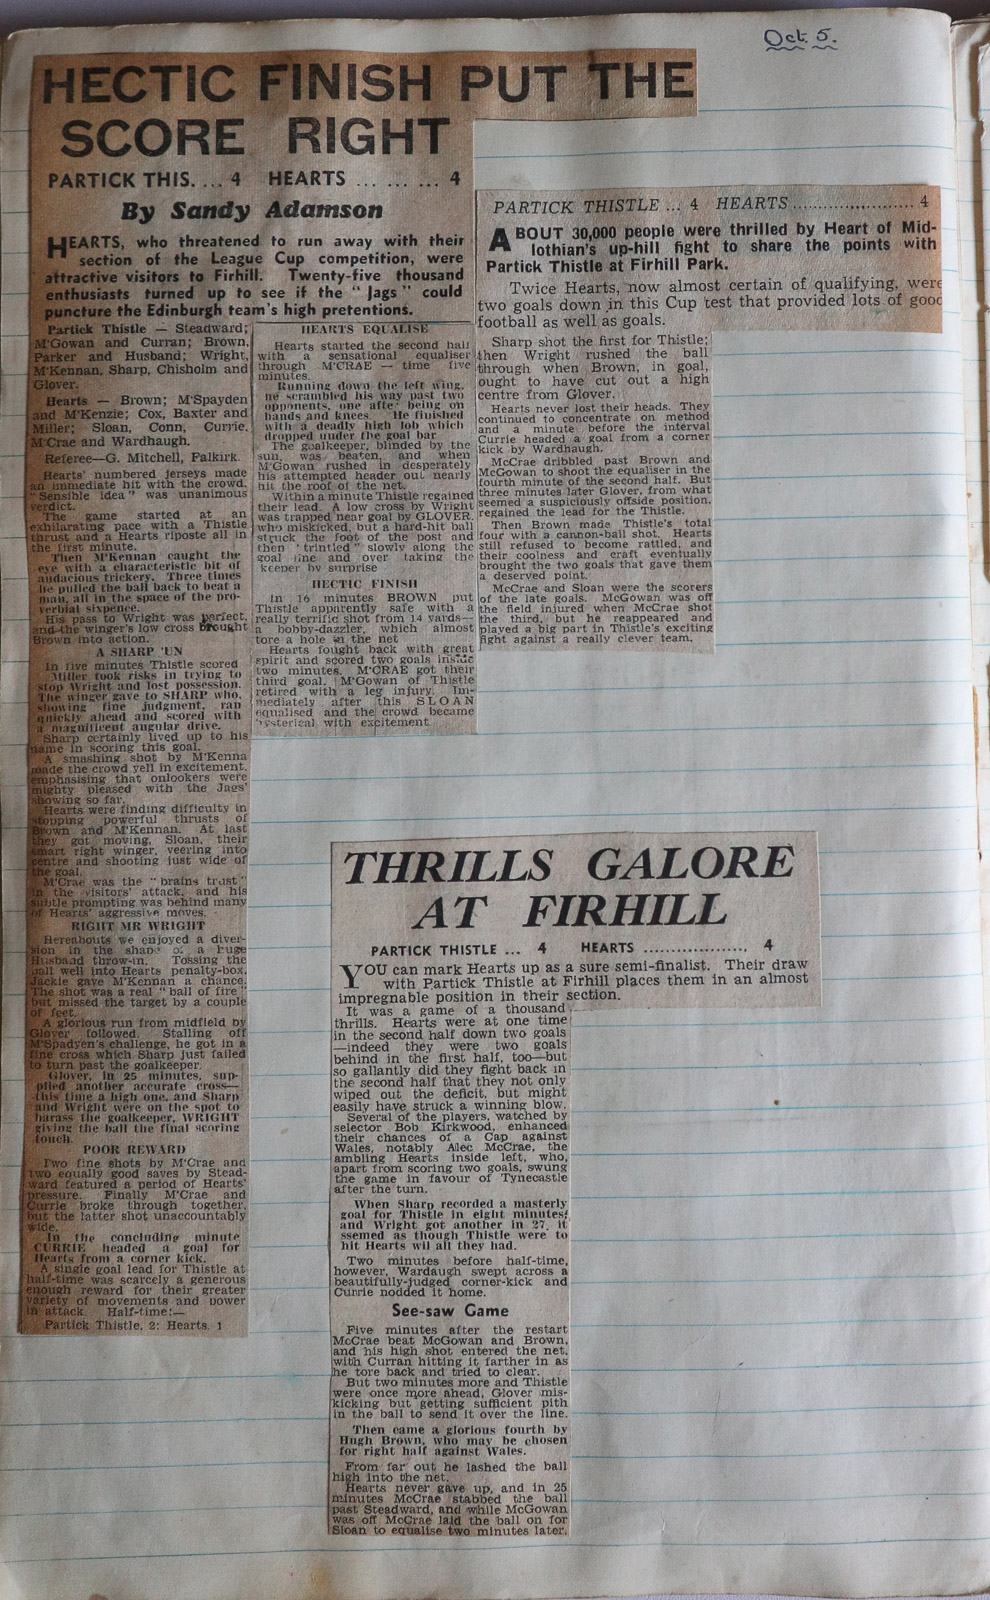 Oct. 5.
HECTIC FINISH PUT THE
SCORE RIGHT
PARTICK THIS. ... 4 HEARTS ... ... ... 4
By Sandy Adamson
HEARTS, who threatened to run away with their
section of the League Cup competition, were
attractive visitors to Firhill. Twenty-five thousand
enthusiasts turned up to see if the "Jags" could
puncture the Edinburgh team's high pretentions.
Partick Thistle — Steadward;
M'Gowan and Curran; Brown,
Parker and Husband; Wright,
M'Kennan, Sharp, Chisholm and
Glover.
Hearts — Brown; M'Spayden
and M'Kenzie; Cox, Baxter and
Miller; Sloan, Conn, Currie,
M'Crae and Wardhaugh.
Referee—G. Mitchell, Falkirk.
Hearts' numbered jerseys made
an immediate hit with the crowd.
"Sensible idea" was unanimous
verdict.
The game started at an
exhilarating pace with a Thistle
thrust and a Hearts riposte all in
the first minute.
Then M'Kennan caught the
eye with a characteristic bit of
audacious trickery. Three times
he pulled the ball back to beat a
man, all in the space of the pro-
verbial sixpence.
His pass to Wright was perfect,
and the winger's low cross brought
Brown into action.
A SHARP 'UN
In five minutes Thistle scored
Miller took risks in trying to
stop Wright and lost possession.
The winger gave to SHARP who,
showing fine judgment, ran
quickly ahead and scored with
a magnificent angular drive.
Sharp certainly lived up to his
name in scoring this goal.
A smashing shot by M'Kenna
made the crowd yell in excitement,
emphasising that onlookers were
mighty pleased with the Jags'
showing so far.
Hearts were finding difficulty in
stopping powerful thrusts of
Brown and M'Kennan. At last
they got moving, Sloan, their
smart right winger, veering into
centre and shooting just wide of
the goal.
M'Crae was the "brains trust"
in the visitors' attack, and his
subtle prompting was behind many
of Hearts' aggressive moves.
RIGHT MR WRIGHT
Hereabouts we enjoyed a diver-
sion in the shape of a huge
Husband throw-in. Tossing the
ball well into Hearts penalty-box,
Jackie gave M'Kennan a chance.
The shot was a real "ball of fire"
but missed the target by a couple
of feet.
A glorious run from midfield by
Glover followed. Stalling off
M'Spadyen's challenge, he got in a
fine cross which Sharp just failed
to turn past the goalkeeper.
Glover, in 25 minutes, sup-
plied another accurate cross—
this time a high one, and Sharp
and Wright were on the spot to
harass the goalkeeper, WRIGHT
giving the ball the final scoring
touch.
POOR REWARD
Two fine shots by M'Crae and
two equally good saves by Stead-
ward featured a period of Hearts'
pressure. Finally M'Crae and
Currie broke through together,
but the latter shot unaccountably
wide.
In the concluding minute
CURRIE headed a goal for
Hearts from a corner kick.
A single goal lead for Thistle at
half-time was scarcely a generous
enough reward for their greater
variety of movements and power
in attack. Half-time:—
Partick Thistle, 2; Hearts, 1
HEARTS EQUALISE
Hearts started the second half
with a sensational equaliser
through M'CRAE — time five
minutes.
Running down the left wing,
he scrambled his way past two
opponents, one after being on
hands and knees. He finished
with a deadly high lob which
dropped under the goal bar
The goalkeeper, blinded by the
sun, was beaten, and when
M'Gowan rushed in desperately
his attempted header out nearly
hit the roof of the net.
Within a minute Thistle regained
their lead. A low cross by Wright
was trapped near goal by GLOVER,
who miskicked, but a hard-hit ball
struck the foot of the post and
then "trintled" slowly along the
goal line and over taking the
keeper by surprise
HECTIC FINISH
In 16 minutes BROWN put
Thistle apparently safe with a
really terrific shot from 14 yards—
a bobby-dazzler, which almost
tore a hole in the net
Hearts fought back with great
spirit and scored two goals inside
two minutes. M'CRAE got their
third goal. M'Gowan of Thistle
retired with a leg injury. Im-
mediately after this SLOAN
equalised and the crowd became
hysterical with excitement.
PARTICK THISTLE ... 4 HEARTS ........................ 4
ABOUT 30,000 people were thrilled by Heart of Mid-
lothian's up-hill fight to share the points with
Partick Thistle at Firhill Park.
Twice Hearts, now almost certain of qualifying, were
two goals down in this Cup test that provided lots of good
football as well as goals.
Sharp shot the first for Thistle;
then Wright rushed the ball
through when Brown, in goal,
ought to have cut out a high
centre from Glover.
Hearts never lost their heads. They
continued to concentrate on method
and a minute before the interval
Currie headed a goal from a corner
kick by Wardhaugh.
McCrae dribbled past Brown and
McGowan to shoot the equaliser in the
fourth minute of the second half. But
three minutes later Glover, from what
seemed a suspiciously offside position,
regained the lead for the Thistle.
Then Brown made Thistle's total
four with a cannon-ball shot. Hearts
still refused to become rattled, and
their coolness and craft eventually
brought the two goals that gave them
a deserved point.
McCrae and Sloan were the scorers
of the late goals. McGowan was off
the field injured when McCrae shot
the third, but he reappeared and
played a big part in Thistle's exciting
fight against a really clever team.
THRILLS GALORE
AT FIRHILL
PARTICK THISTLE ... 4 HEARTS .................. 4
YOU can mark Hearts up as a sure semi-finalist. Their draw
with Partick Thistle at Firhill places them in an almost
impregnable position in their section.
It was a game of a thousand
thrills. Hearts were at one time
in the second half down two goals
—indeed they were two goals
behind in the first half, too—but
so gallantly did they fight back in
the second half that they not only
wiped out the deficit, but might
easily have struck a winning blow.
Several of the players, watched by
selector Bob Kirkwood, enhanced
their chances of a Cap against
Wales, notably Alec McCrae, the
ambling Hearts inside left, who,
apart from scoring two goals, swung
the game in favour of Tynecastle
after the turn.
When Sharp recorded a masterly
goal for Thistle in eight minutes,
and Wright got another in 27, it
ssemed as though Thistle were to
hit Hearts wil all they had.
Two minutes before half-time,
however, Wardaugh swept across a
beautifully-judged corner-kick and
Currie nodded it home.
See-saw Game
Five minutes after the restart
McCrae beat McGowan and Brown,
and his high shot entered the net,
with Curran hitting it farther in as
he tore back and tried to clear.
But two minutes more and Thistle
were once more ahead, Glover mis-
kicking but getting sufficient pith
in the ball to send it over the line.
Then came a glorious fourth by
Hugh Brown, who may be chosen
for right half against Wales.
From far out he lashed the ball
high into the net.
Hearts never gave up, and in 25
minutes McCrae stabbed the ball
past Steadward, and while McGowan
was off McCrae laid the ball on for
Sloan to equalise two minutes later.